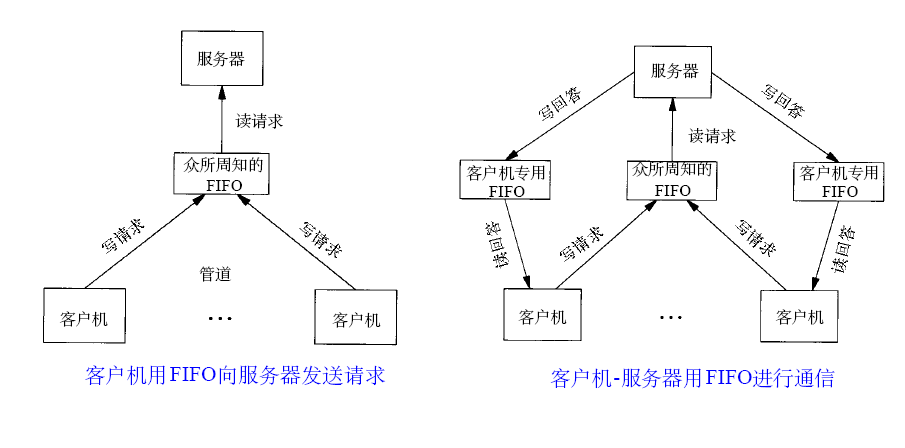 服务器
读请求
众所周知的
FIFO
写请求
写请求
管道
客户机
...
客户机
客户机用FIFO向服务器发送请求
服务器
写回答
写回答
读请求
客户机专用
FIFO
众所周知的
FIFO
客户机专用
FIFO
读回答
写请求
写请求
读回答
客户机
...
客户机
客户机-服务器用FIFO进行通信